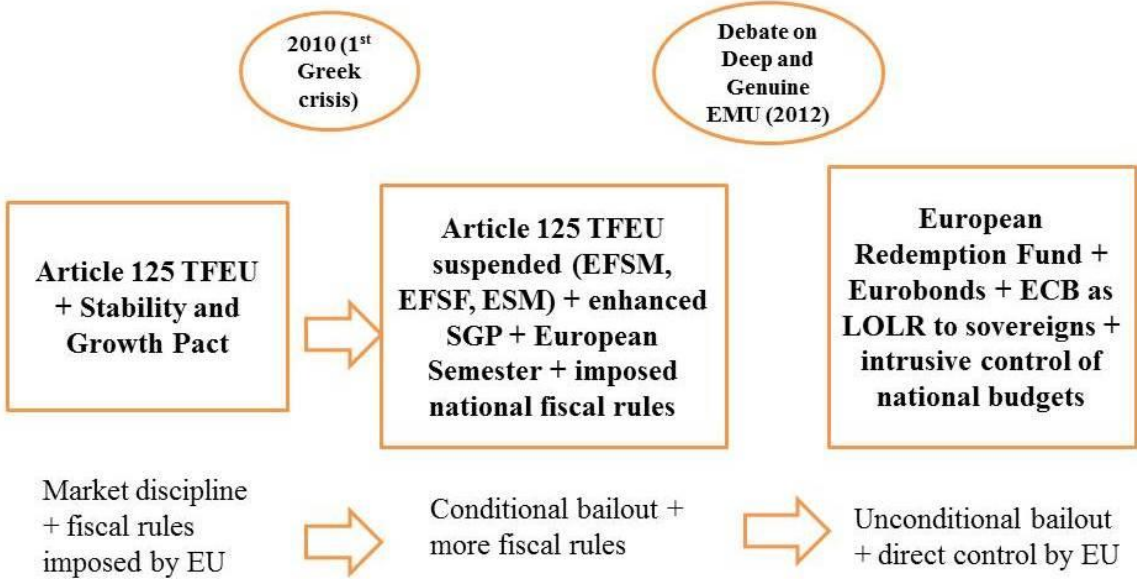 2010 (1st
Greek
crisis)
Debate on
Deep and
Genuine
EMU (2012)
Article 125 TFEU
+ Stability and
Growth Pact
Article 125 TFEU
suspended (EFSM,
EFSF, ESM) + enhanced
SGP + European
Semester + imposed
national fiscal rules
European
Redemption Fund +
Eurobonds + ECB as
LOLR to sovereigns +
intrusive control of
national budgets
Market discipline
+ fiscal rules
imposed by EU
Conditional bailout +
more fiscal rules
Unconditional bailout
+ direct control by EU